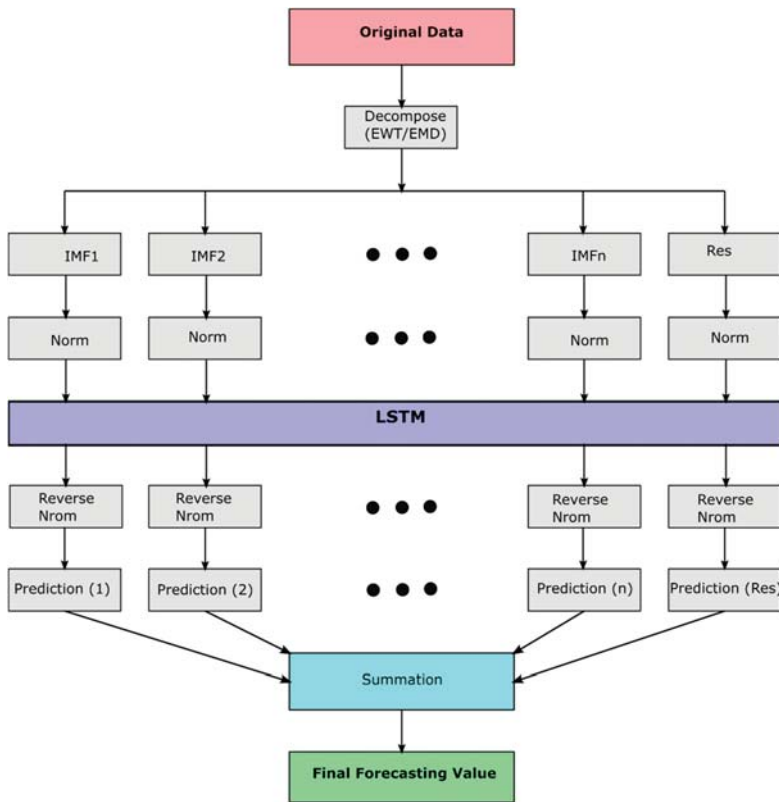 Original Data
Decompose
(EWT/EMD)
IMF1
IMF2
IMFn
Res
Norm
Norm
Norm
Norm
LSTM
Reverse
Nrom
Reverse
Nrom
Reverse
Nrom
Reverse
Nrom
Prediction (1)
Prediction (2)
Prediction (n)
Prediction (Res)
Summation
Final Forecasting Value